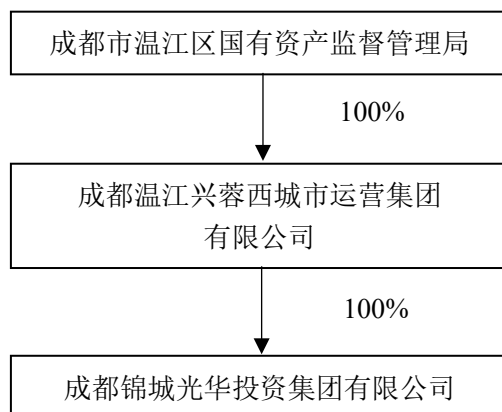 成都市温江区国有资产监督管理局
100%
成都温江兴蓉西城市运营集团
有限公司
100%
成都锦城光华投资集团有限公司